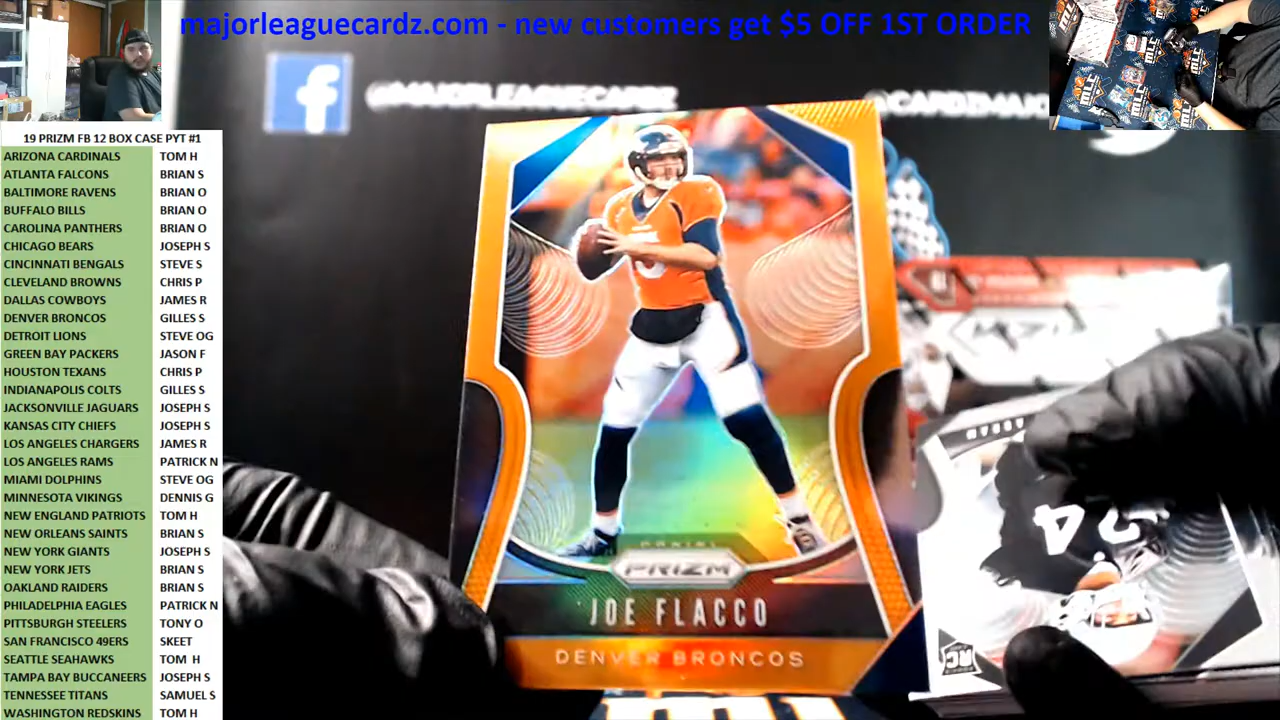 majorleaguecardz.com - new customers get $5 OFF 1ST ORDER
@MAJORLEAGUECARDZ
@CARDZMAJO
19 PRIZM FB 12 BOX CASE PYT #1
ARIZONA CARDINALS TOM H
ATLANTA FALCONS BRIAN S
BALTIMORE RAVENS BRIAN O
BUFFALO BILLS BRIAN O
CAROLINA PANTHERS BRIAN O
CHICAGO BEARS JOSEPH S
CINCINNATI BENGALS STEVE S
CLEVELAND BROWNS CHRIS P
DALLAS COWBOYS JAMES R
DENVER BRONCOS GILLES S
DETROIT LIONS STEVE OG
GREEN BAY PACKERS JASON F
HOUSTON TEXANS CHRIS P
INDIANAPOLIS COLTS GILLES S
JACKSONVILLE JAGUARS JOSEPH S
KANSAS CITY CHIEFS JOSEPH S
LOS ANGELES CHARGERS JAMES R
LOS ANGELES RAMS PATRICK N
MIAMI DOLPHINS STEVE OG
MINNESOTA VIKINGS DENNIS G
NEW ENGLAND PATRIOTS TOM H
NEW ORLEANS SAINTS BRIAN S
NEW YORK GIANTS JOSEPH S
NEW YORK JETS BRIAN S
OAKLAND RAIDERS BRIAN S
PHILADELPHIA EAGLES PATRICK N
PITTSBURGH STEELERS TONY O
SAN FRANCISCO 49ERS SKEET
SEATTLE SEAHAWKS TOM H
TAMPA BAY BUCCANEERS JOSEPH S
TENNESSEE TITANS SAMUEL S
WASHINGTON REDSKINS TOM H
PANINI
PRIZM
JOE FLACCO
DENVER BRONCOS
RC
24
MLC